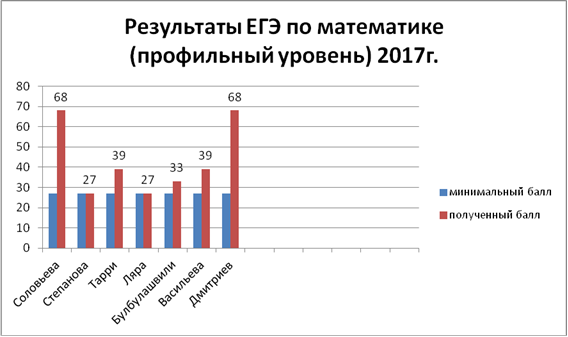 Результаты ЕГЭ по математике
(профильный уровень) 2017г.
80
70
60
50
40
30
20
10
0
68
27
39
27
33
39
68
Соловьева
Степанова
Тарри
Ляра
Булбулашвили
Васильева
Дмитриев
минимальный балл
полученный балл